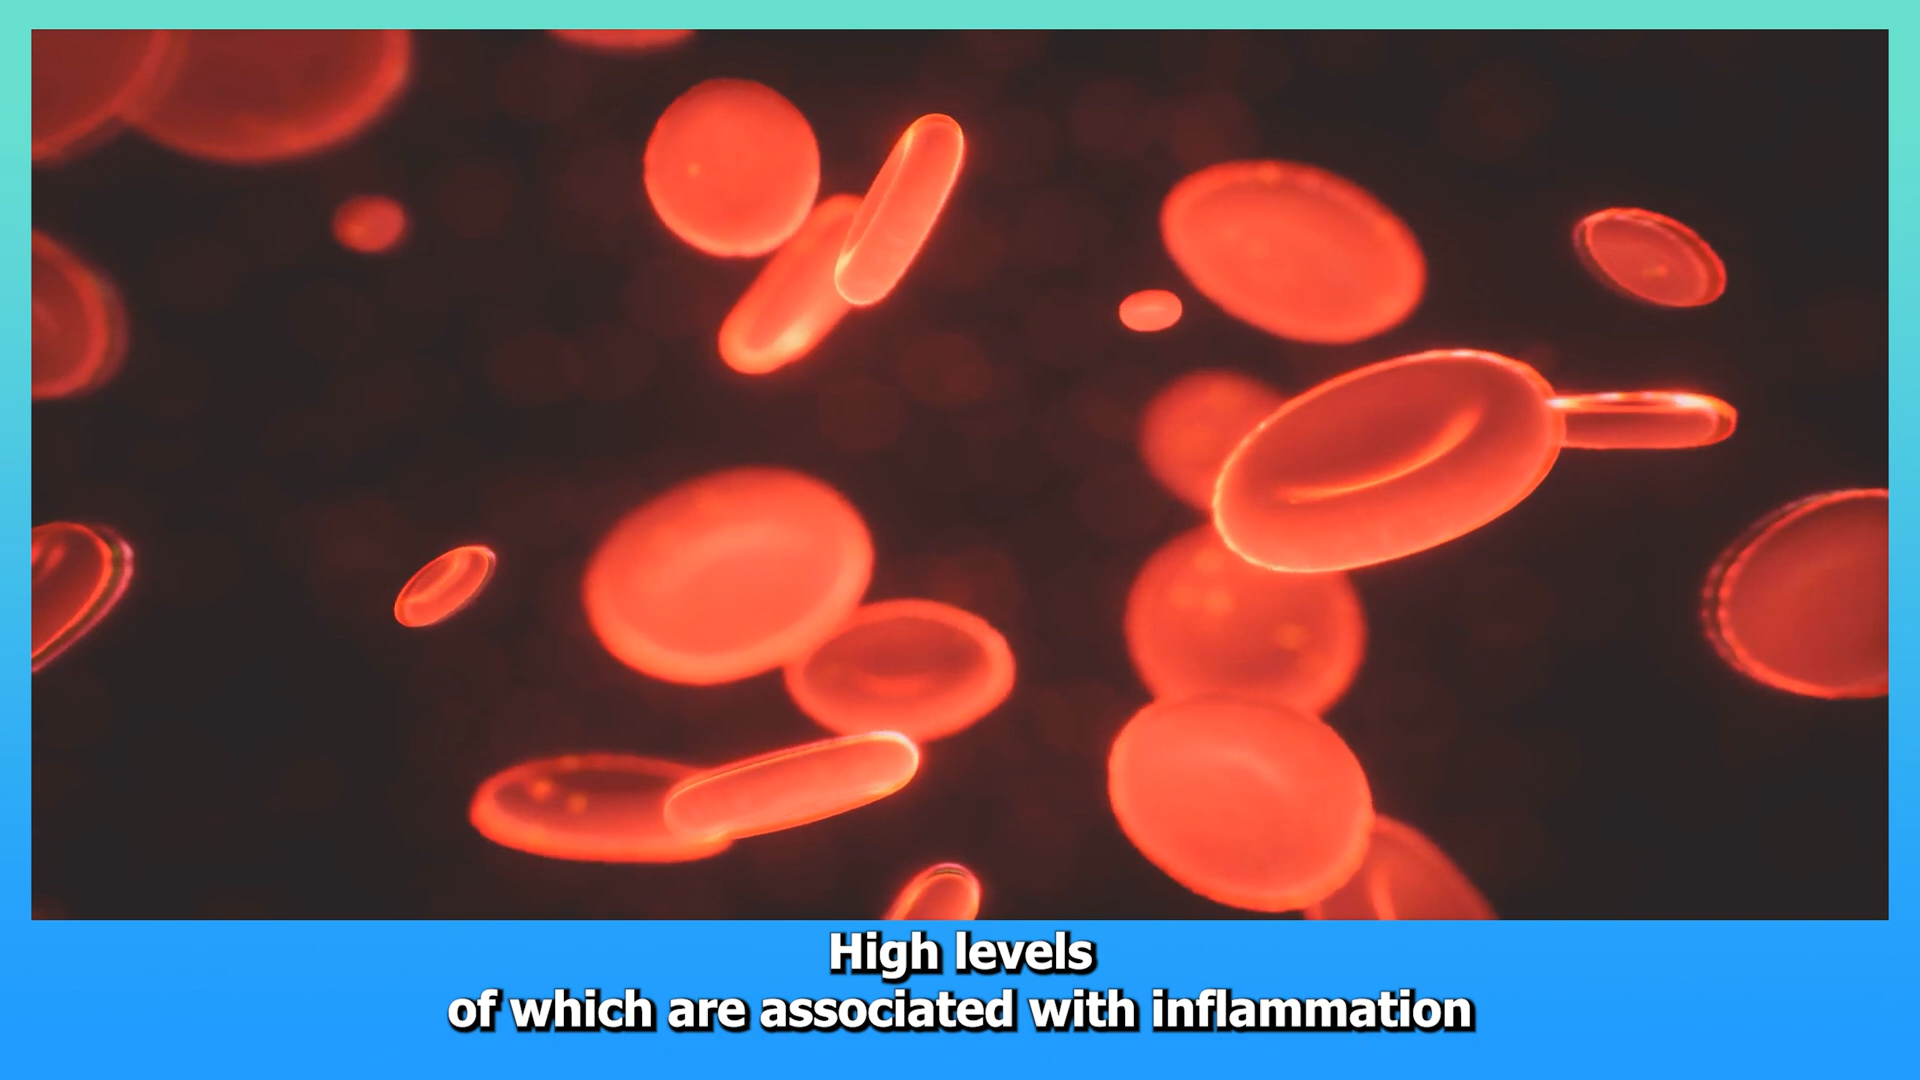 High levels
of which are associated with inflammation